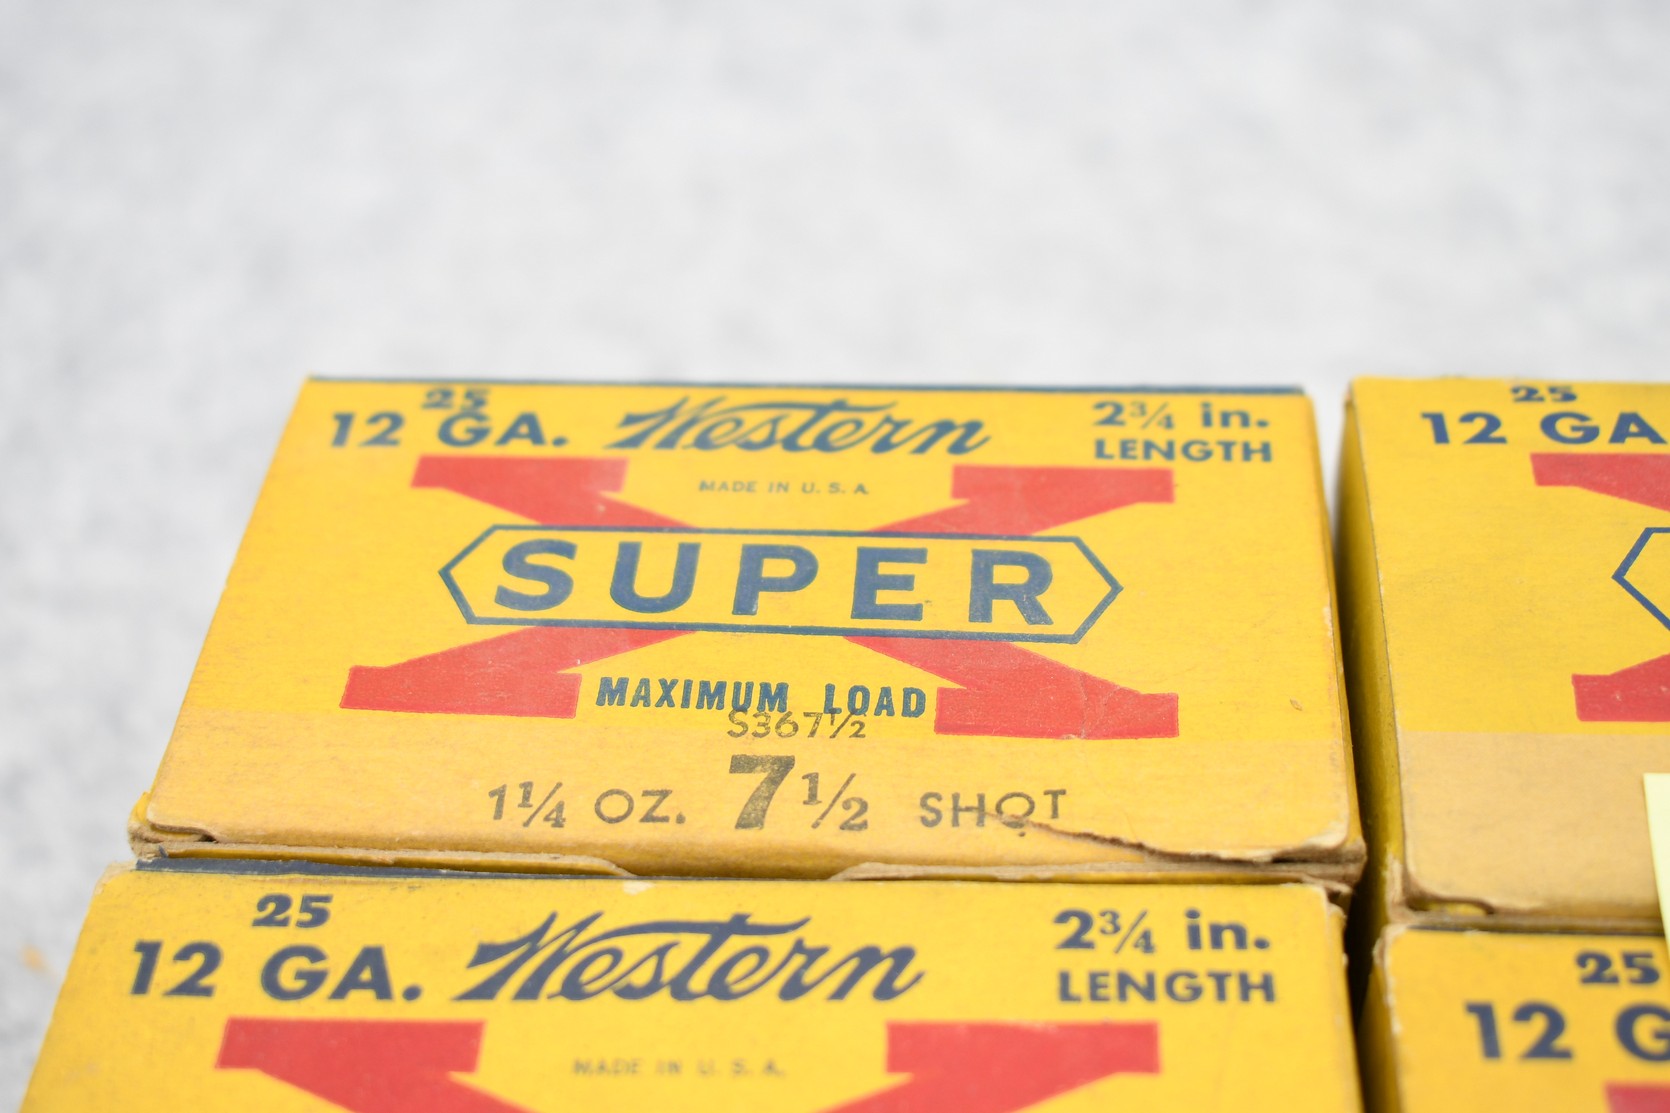 25
12 GA. Western 2¾ in.
LENGTH
MADE IN U.S.A.
SUPER
X
MAXIMUM LOAD
S367½
1¼ OZ. 7½ SHOT
25
12 GA. Western 2¾ in.
LENGTH
MADE IN U.S.A.
25
12 GA
25
12 G